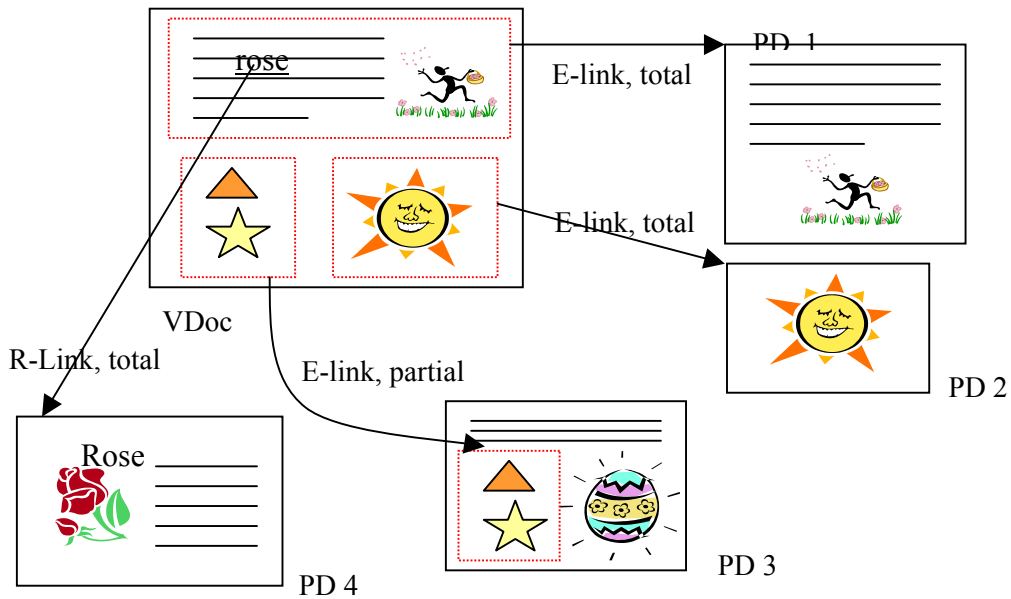 rose
PD 1
E-link, total
E-link, total
VDoc
R-Link, total
E-link, partial
PD 2
Rose
PD 3
PD 4